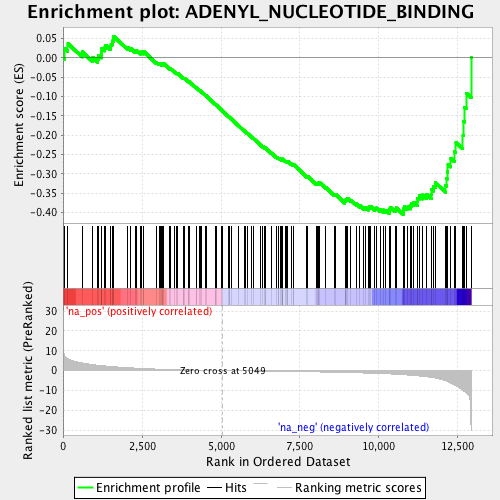 Enrichment plot: ADENYL_NUCLEOTIDE_BINDING
Enrichment score (ES)
0.05
0.00
-0.05
-0.10
-0.15
-0.20
-0.25
-0.30
-0.35
-0.40
'na_pos' (positively correlated)
Zero cross at 5049
'na_neg' (negatively correlated)
Ranked list metric (PreRanked)
30
20
10
0
-10
-20
-30
0 2,500 5,000 7,500 10,000 12,500
Rank in Ordered Dataset
Enrichment profile Hits Ranking metric scores